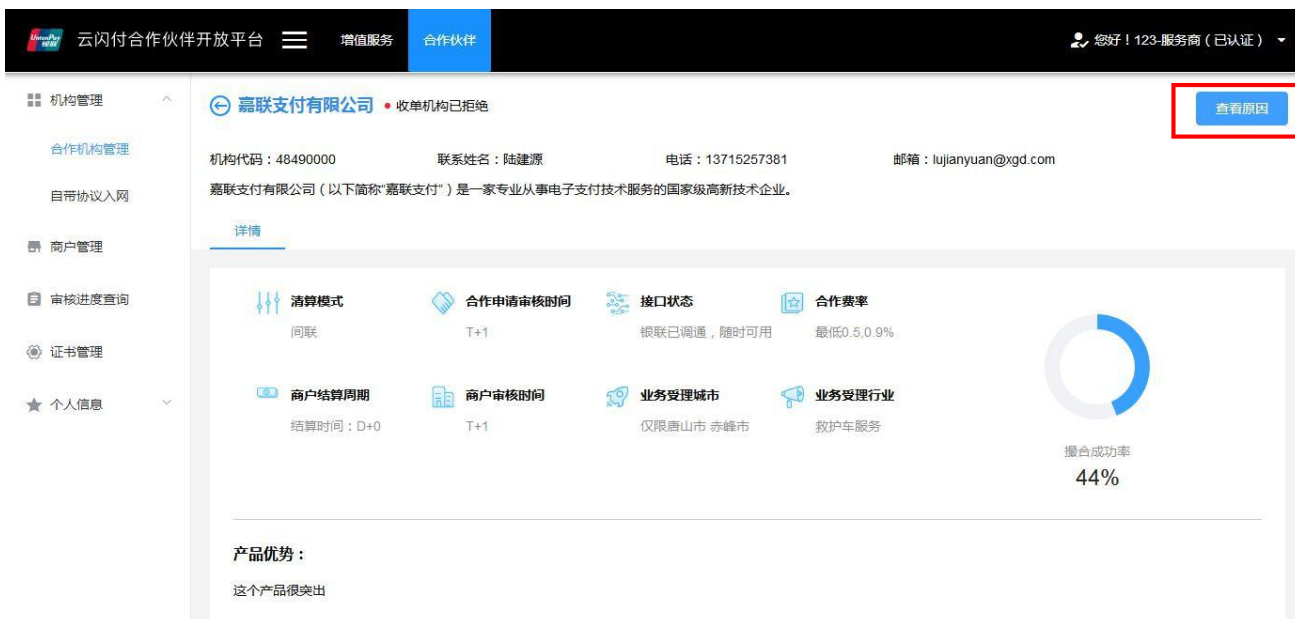 UnionPay 银联 云闪付合作伙伴开放平台 增值服务 合作伙伴 您好！123-服务商（已认证）
机构管理
合作机构管理
自带协议入网
商户管理
审核进度查询
证书管理
个人信息
嘉联支付有限公司 收单机构已拒绝 查看原因
机构代码：48490000 联系姓名：陆建源 电话：13715257381 邮箱：lujianyuan@xgd.com
嘉联支付有限公司（以下简称“嘉联支付”）是一家专业从事电子支付技术服务的国家级高新技术企业。
详情
清算模式 合作申请审核时间 接口状态 合作费率
间联 T+1 银联已调通，随时可用 最低0.5,0.9%
商户结算周期 商户审核时间 业务受理城市 业务受理行业
结算时间：D+0 T+1 仅限唐山市 赤峰市 救护车服务
撮合成功率
44%
产品优势：
这个产品很突出